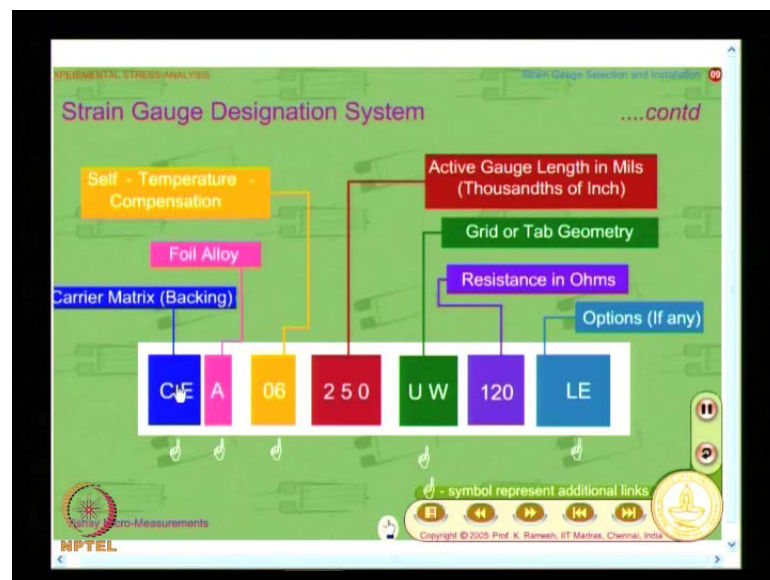 XPERIMENTAL STRESS ANALYSIS
Strain Gauge Selection and Installation 09
Strain Gauge Designation System ....contd
Self - Temperature -
Compensation
Active Gauge Length in Mils
(Thousandths of Inch)
Grid or Tab Geometry
Foil Alloy
Resistance in Ohms
Carrier Matrix (Backing)
Options (If any)
CE A 06 250 UW 120 LE
- symbol represent additional links
Vishay Micro-Measurements
NPTEL
Copyright © 2005 Prof. K. Ramesh, IIT Madras, Chennai, India